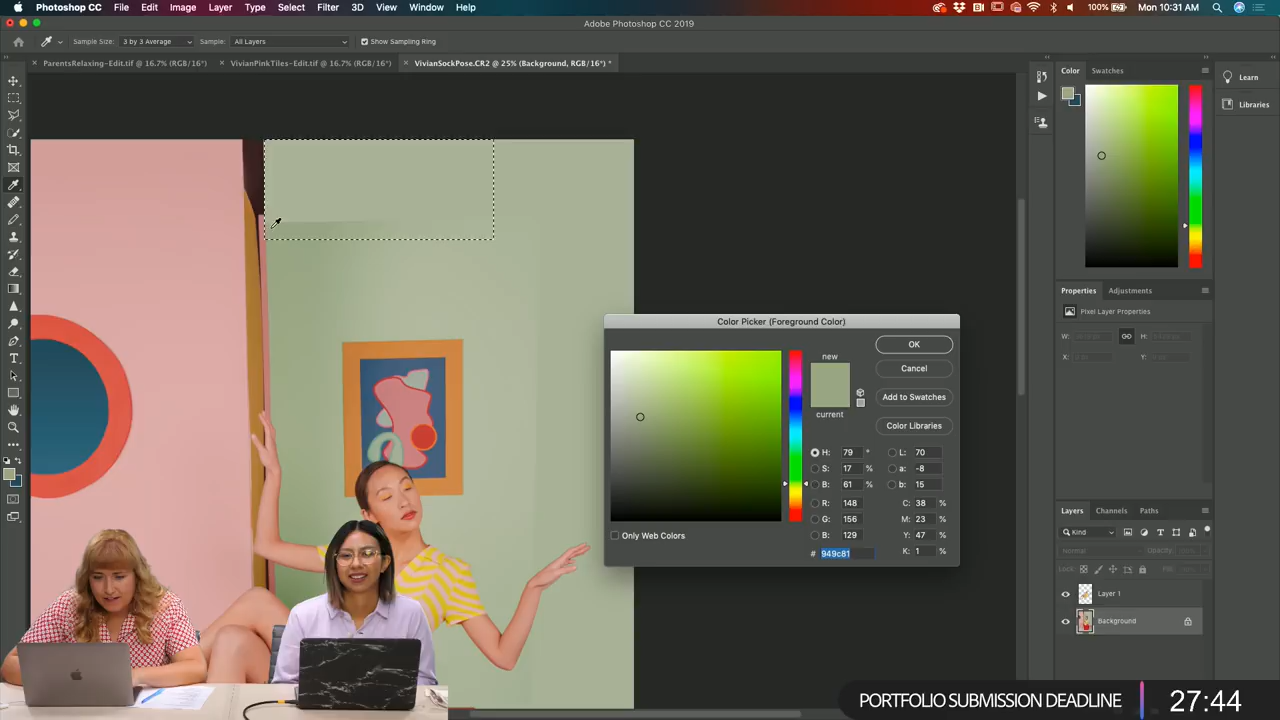 Photoshop CC File Edit Image Layer Type Select Filter 3D View Window Help
Mon 10:31 AM
Adobe Photoshop CC 2019
Sample Size: 3 by 3 Average Sample: All Layers Show Sampling Ring
ParentsRelaxing-Edit.tif @ 16.7% (RGB/16*)
VivianPinkTiles-Edit.tif @ 16.7% (RGB/16*)
VivianSockPose.CR2 @ 25% (Background, RGB/16*) *
Color Swatches
Learn
Libraries
Properties Adjustments
Pixel Layer Properties
W: H:
X: Y:
Color Picker (Foreground Color)
new
current
OK
Cancel
Add to Swatches
Color Libraries
H: 79 ° L: 70
S: 17 % a: -8
B: 61 % b: 15
R: 148 C: 38 %
G: 156 M: 23 %
B: 129 Y: 47 %
# 949c81 K: 1 %
Only Web Colors
Layers Channels Paths
Kind
Normal Opacity:
Lock: Fill:
Layer 1
Background
PORTFOLIO SUBMISSION DEADLINE 27:44